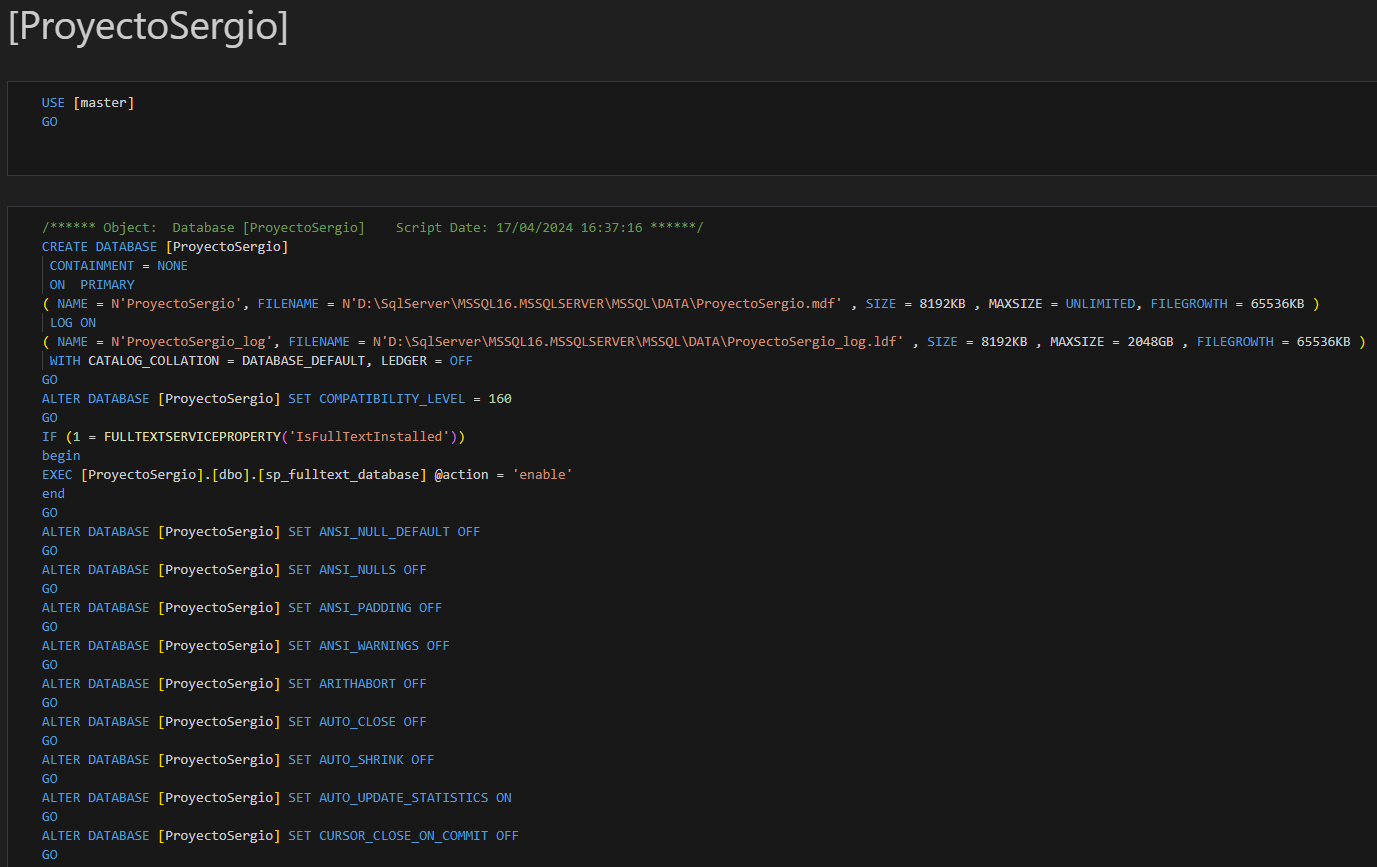 [ProyectoSergio]
USE [master]
GO
/****** Object:  Database [ProyectoSergio]    Script Date: 17/04/2024 16:37:16 ******/
CREATE DATABASE [ProyectoSergio]
 CONTAINMENT = NONE
 ON  PRIMARY
( NAME = N'ProyectoSergio', FILENAME = N'D:\SqlServer\MSSQL16.MSSQLSERVER\MSSQL\DATA\ProyectoSergio.mdf' , SIZE = 8192KB , MAXSIZE = UNLIMITED, FILEGROWTH = 65536KB )
 LOG ON
( NAME = N'ProyectoSergio_log', FILENAME = N'D:\SqlServer\MSSQL16.MSSQLSERVER\MSSQL\DATA\ProyectoSergio_log.ldf' , SIZE = 8192KB , MAXSIZE = 2048GB , FILEGROWTH = 65536KB )
 WITH CATALOG_COLLATION = DATABASE_DEFAULT, LEDGER = OFF
GO
ALTER DATABASE [ProyectoSergio] SET COMPATIBILITY_LEVEL = 160
GO
IF (1 = FULLTEXTSERVICEPROPERTY('IsFullTextInstalled'))
begin
EXEC [ProyectoSergio].[dbo].[sp_fulltext_database] @action = 'enable'
end
GO
ALTER DATABASE [ProyectoSergio] SET ANSI_NULL_DEFAULT OFF
GO
ALTER DATABASE [ProyectoSergio] SET ANSI_NULLS OFF
GO
ALTER DATABASE [ProyectoSergio] SET ANSI_PADDING OFF
GO
ALTER DATABASE [ProyectoSergio] SET ANSI_WARNINGS OFF
GO
ALTER DATABASE [ProyectoSergio] SET ARITHABORT OFF
GO
ALTER DATABASE [ProyectoSergio] SET AUTO_CLOSE OFF
GO
ALTER DATABASE [ProyectoSergio] SET AUTO_SHRINK OFF
GO
ALTER DATABASE [ProyectoSergio] SET AUTO_UPDATE_STATISTICS ON
GO
ALTER DATABASE [ProyectoSergio] SET CURSOR_CLOSE_ON_COMMIT OFF
GO